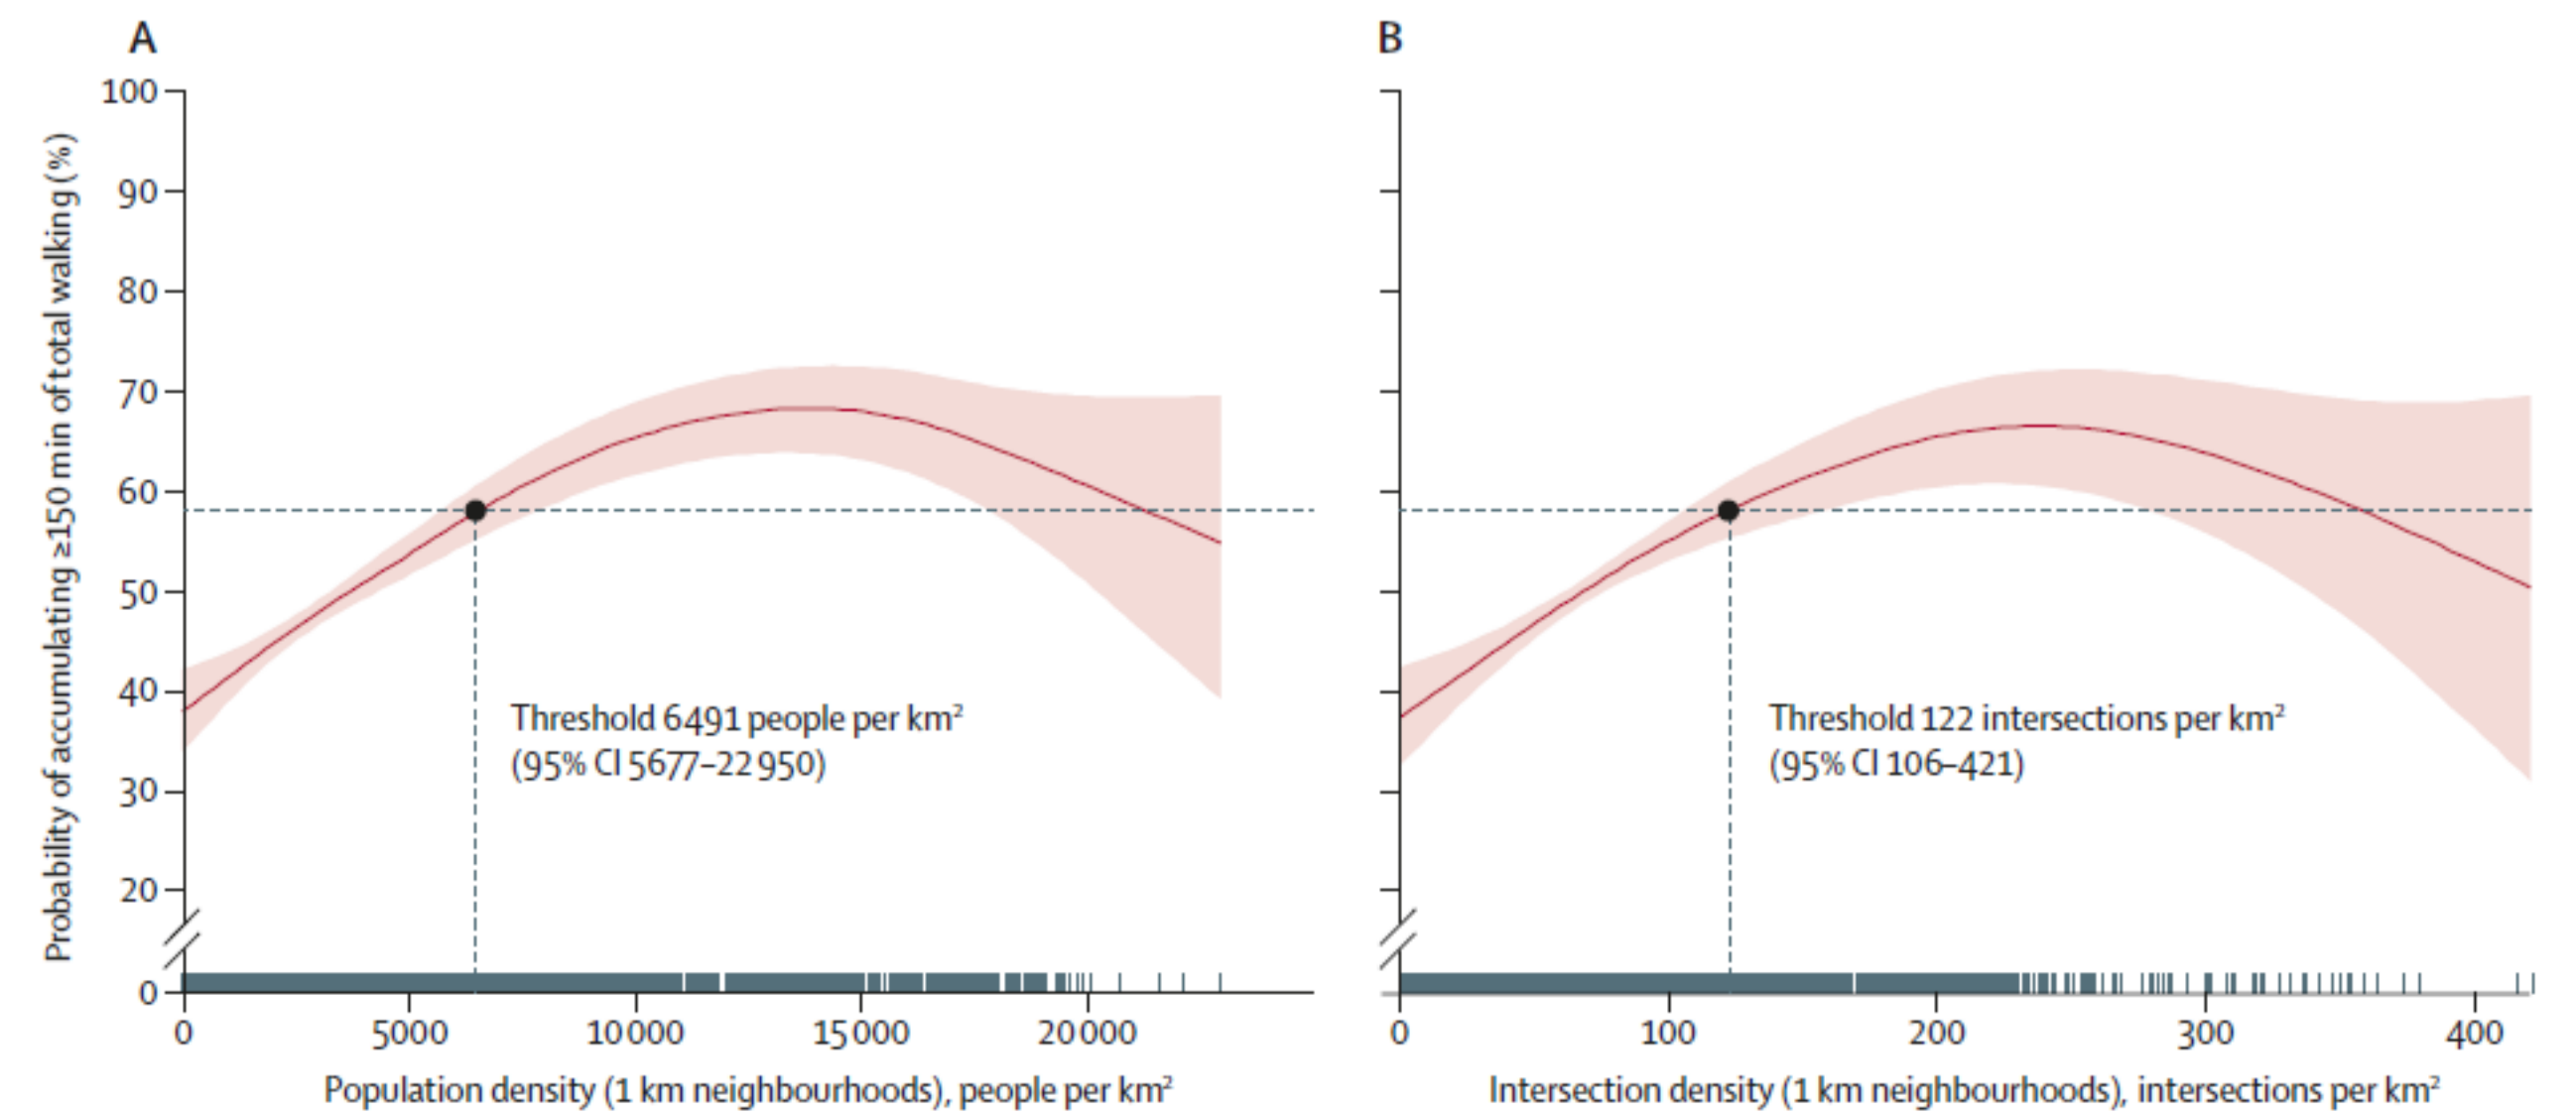 A
B
Probability of accumulating ≥150 min of total walking (%)
100
90
80
70
60
50
40
30
20
0
Threshold 6491 people per km²
(95% CI 5677–22 950)
0
5000
10 000
15 000
20 000
Population density (1 km neighbourhoods), people per km²
Threshold 122 intersections per km²
(95% CI 106–421)
0
100
200
300
400
Intersection density (1 km neighbourhoods), intersections per km²